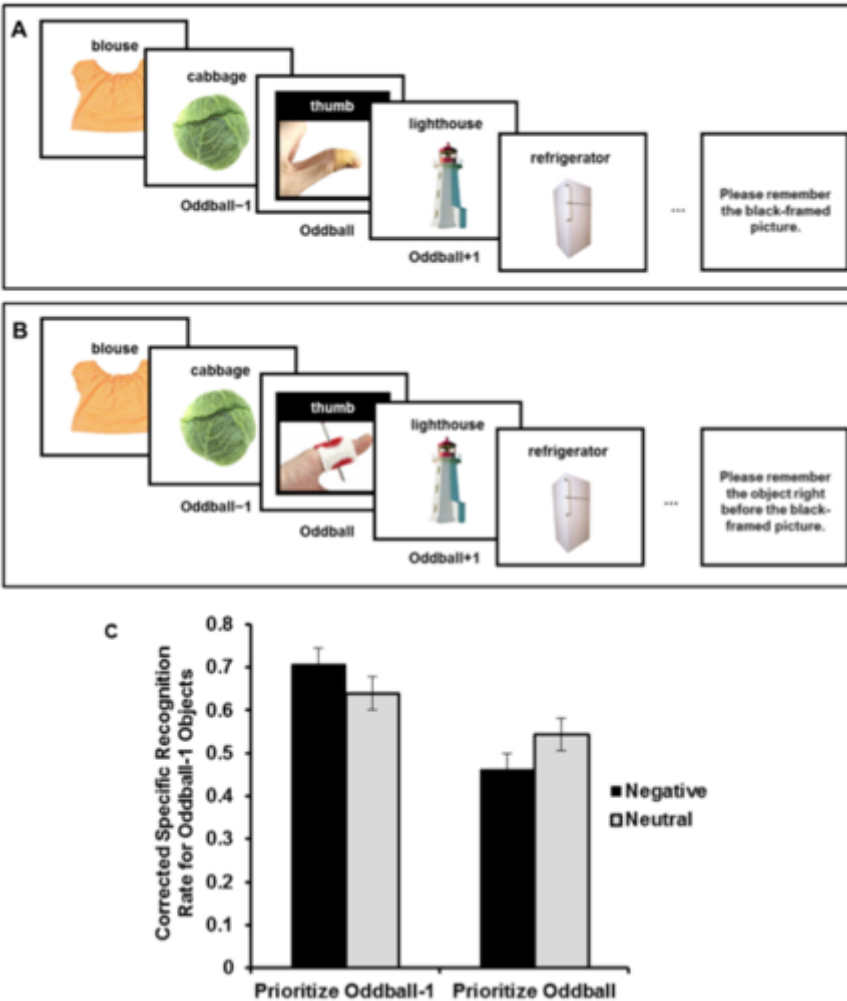 A
blouse
cabbage
thumb
lighthouse
refrigerator
Oddball−1
Oddball
Oddball+1
...
Please remember
the black-framed
picture.
B
blouse
cabbage
thumb
lighthouse
refrigerator
Oddball−1
Oddball
Oddball+1
...
Please remember
the object right
before the black-
framed picture.
C
Corrected Specific Recognition
Rate for Oddball-1 Objects
0.8
0.7
0.6
0.5
0.4
0.3
0.2
0.1
0
Negative
Neutral
Prioritize Oddball-1
Prioritize Oddball